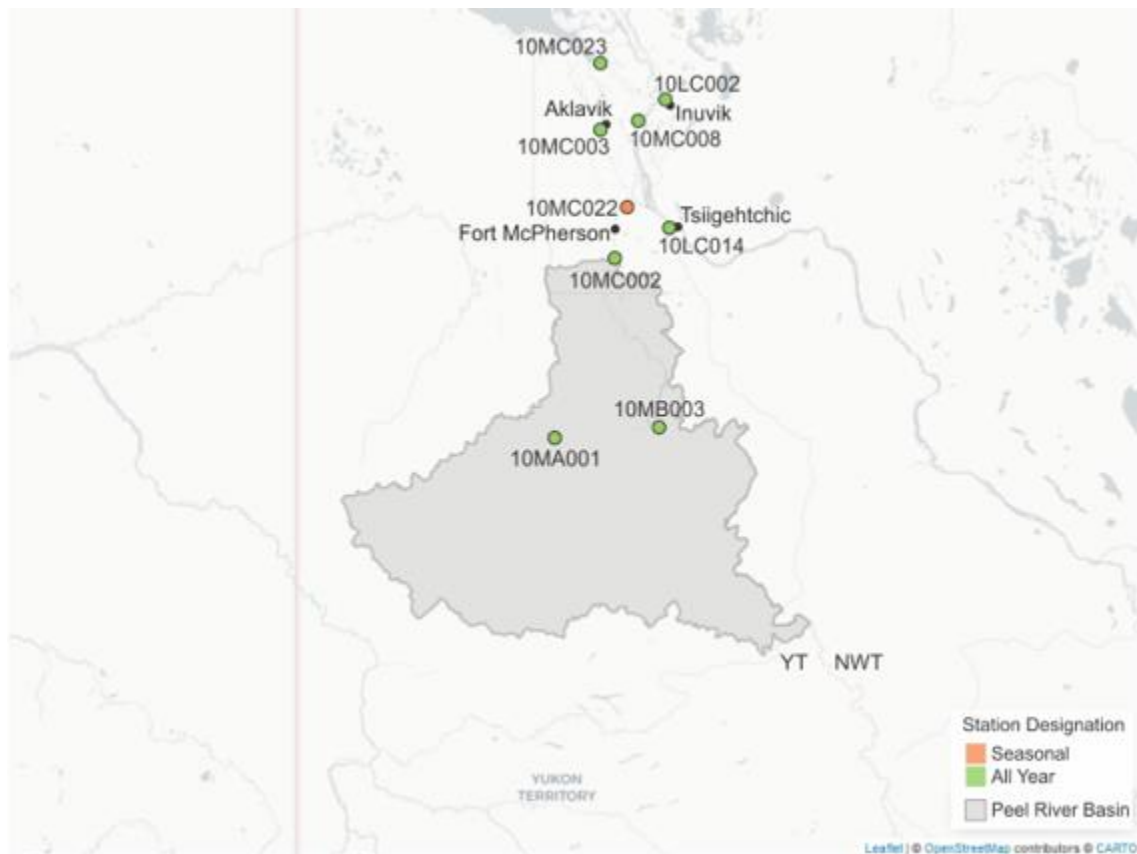 10MC023
10LC002
Aklavik
Inuvik
10MC003
10MC008
10MC022
Tsiigehtchic
Fort McPherson
10LC014
10MC002
10MB003
10MA001
YT NWT
Station Designation
Seasonal
All Year
Peel River Basin
YUKON
TERRITORY
Leaflet | © OpenStreetMap contributors © CARTO